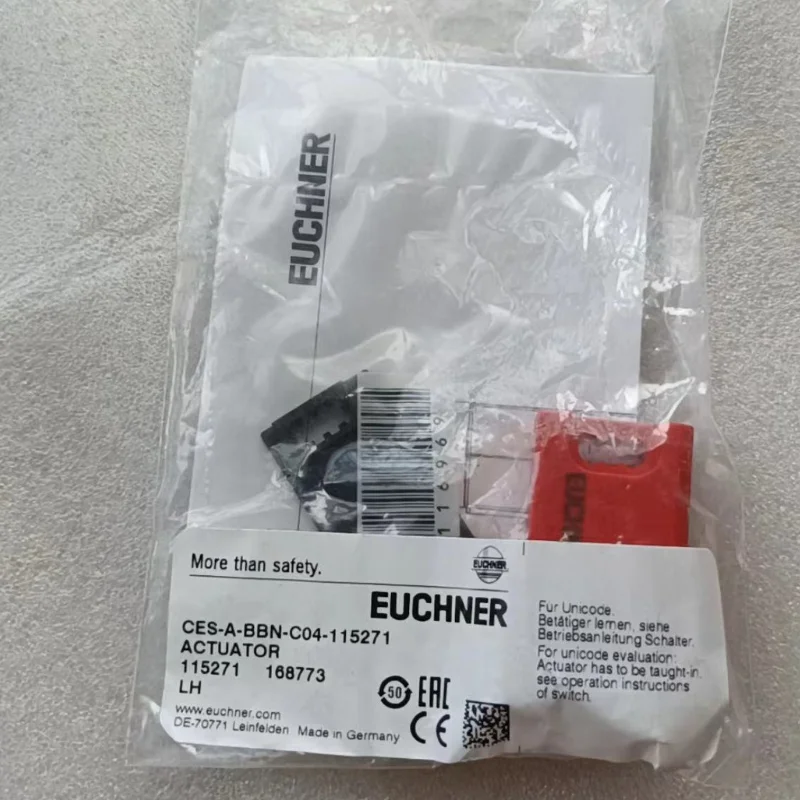 EUCHNER
116969
More than safety.
EUCHNER
EUCHNER
CES-A-BBN-C04-115271
ACTUATOR
115271 168773
LH
50
EAC
CE
www.euchner.com
DE-70771 Leinfelden Made in Germany
Für Unicode.
Betätiger lernen, siehe
Betriebsanleitung Schalter.
For unicode evaluation:
Actuator has to be taught-in.
see operation instructions
of switch.